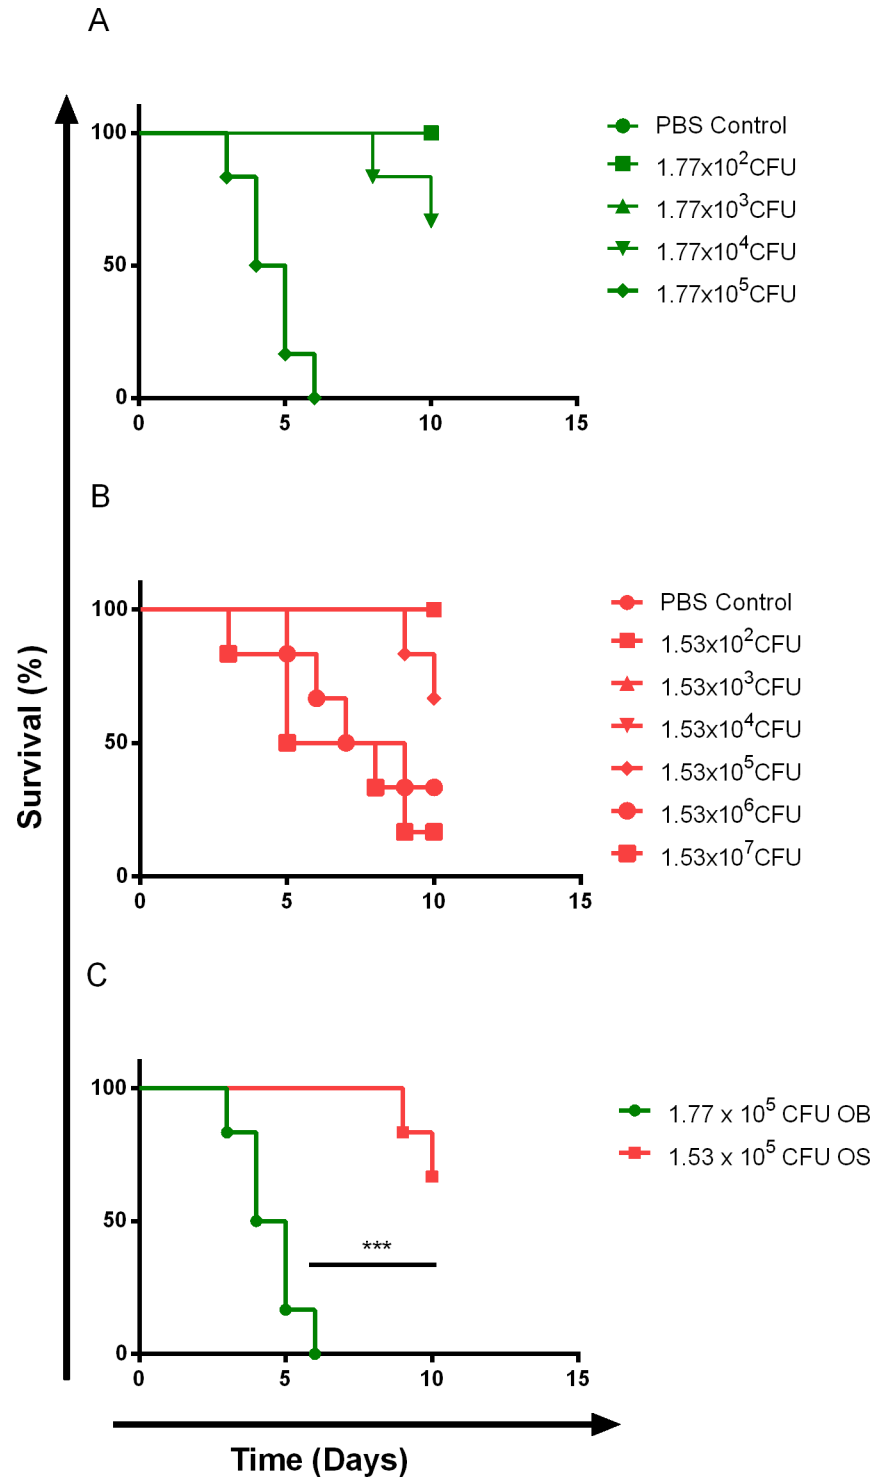 A
100
50
0
0 5 10 15
PBS Control
1.77x10²CFU
1.77x10³CFU
1.77x10⁴CFU
1.77x10⁵CFU
B
100
50
0
0 5 10 15
PBS Control
1.53x10²CFU
1.53x10³CFU
1.53x10⁴CFU
1.53x10⁵CFU
1.53x10⁶CFU
1.53x10⁷CFU
Survival (%)
C
100
50
0
0 5 10 15
***
1.77 x 10⁵ CFU OB
1.53 x 10⁵ CFU OS
Time (Days)